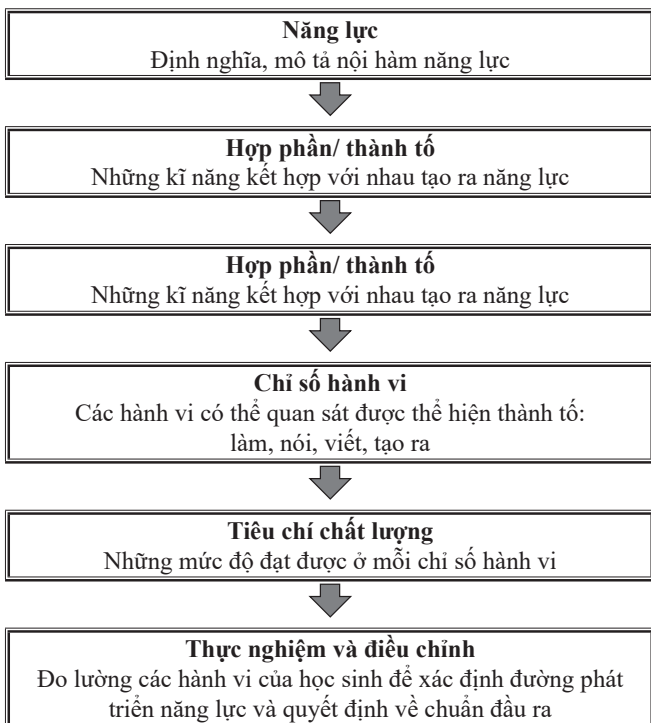 Năng lực
Định nghĩa, mô tả nội hàm năng lực
Hợp phần/ thành tố
Những kĩ năng kết hợp với nhau tạo ra năng lực
Hợp phần/ thành tố
Những kĩ năng kết hợp với nhau tạo ra năng lực
Chỉ số hành vi
Các hành vi có thể quan sát được thể hiện thành tố:
làm, nói, viết, tạo ra
Tiêu chí chất lượng
Những mức độ đạt được ở mỗi chỉ số hành vi
Thực nghiệm và điều chỉnh
Đo lường các hành vi của học sinh để xác định đường phát
triển năng lực và quyết định về chuẩn đầu ra